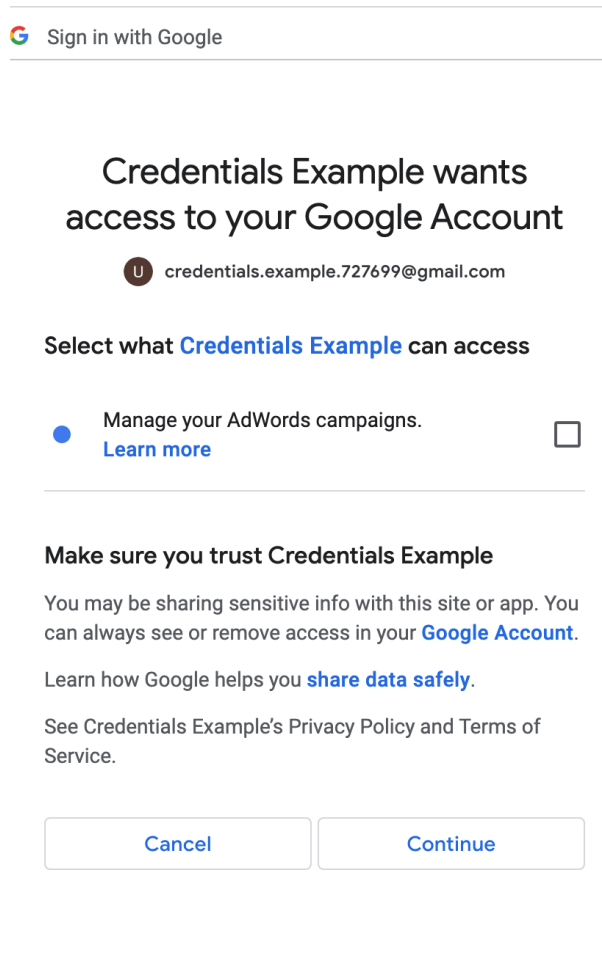 Sign in with Google
Credentials Example wants
access to your Google Account
U credentials.example.727699@gmail.com
Select what Credentials Example can access
Manage your AdWords campaigns.
Learn more
Make sure you trust Credentials Example
You may be sharing sensitive info with this site or app. You
can always see or remove access in your Google Account.
Learn how Google helps you share data safely.
See Credentials Example’s Privacy Policy and Terms of
Service.
Cancel Continue